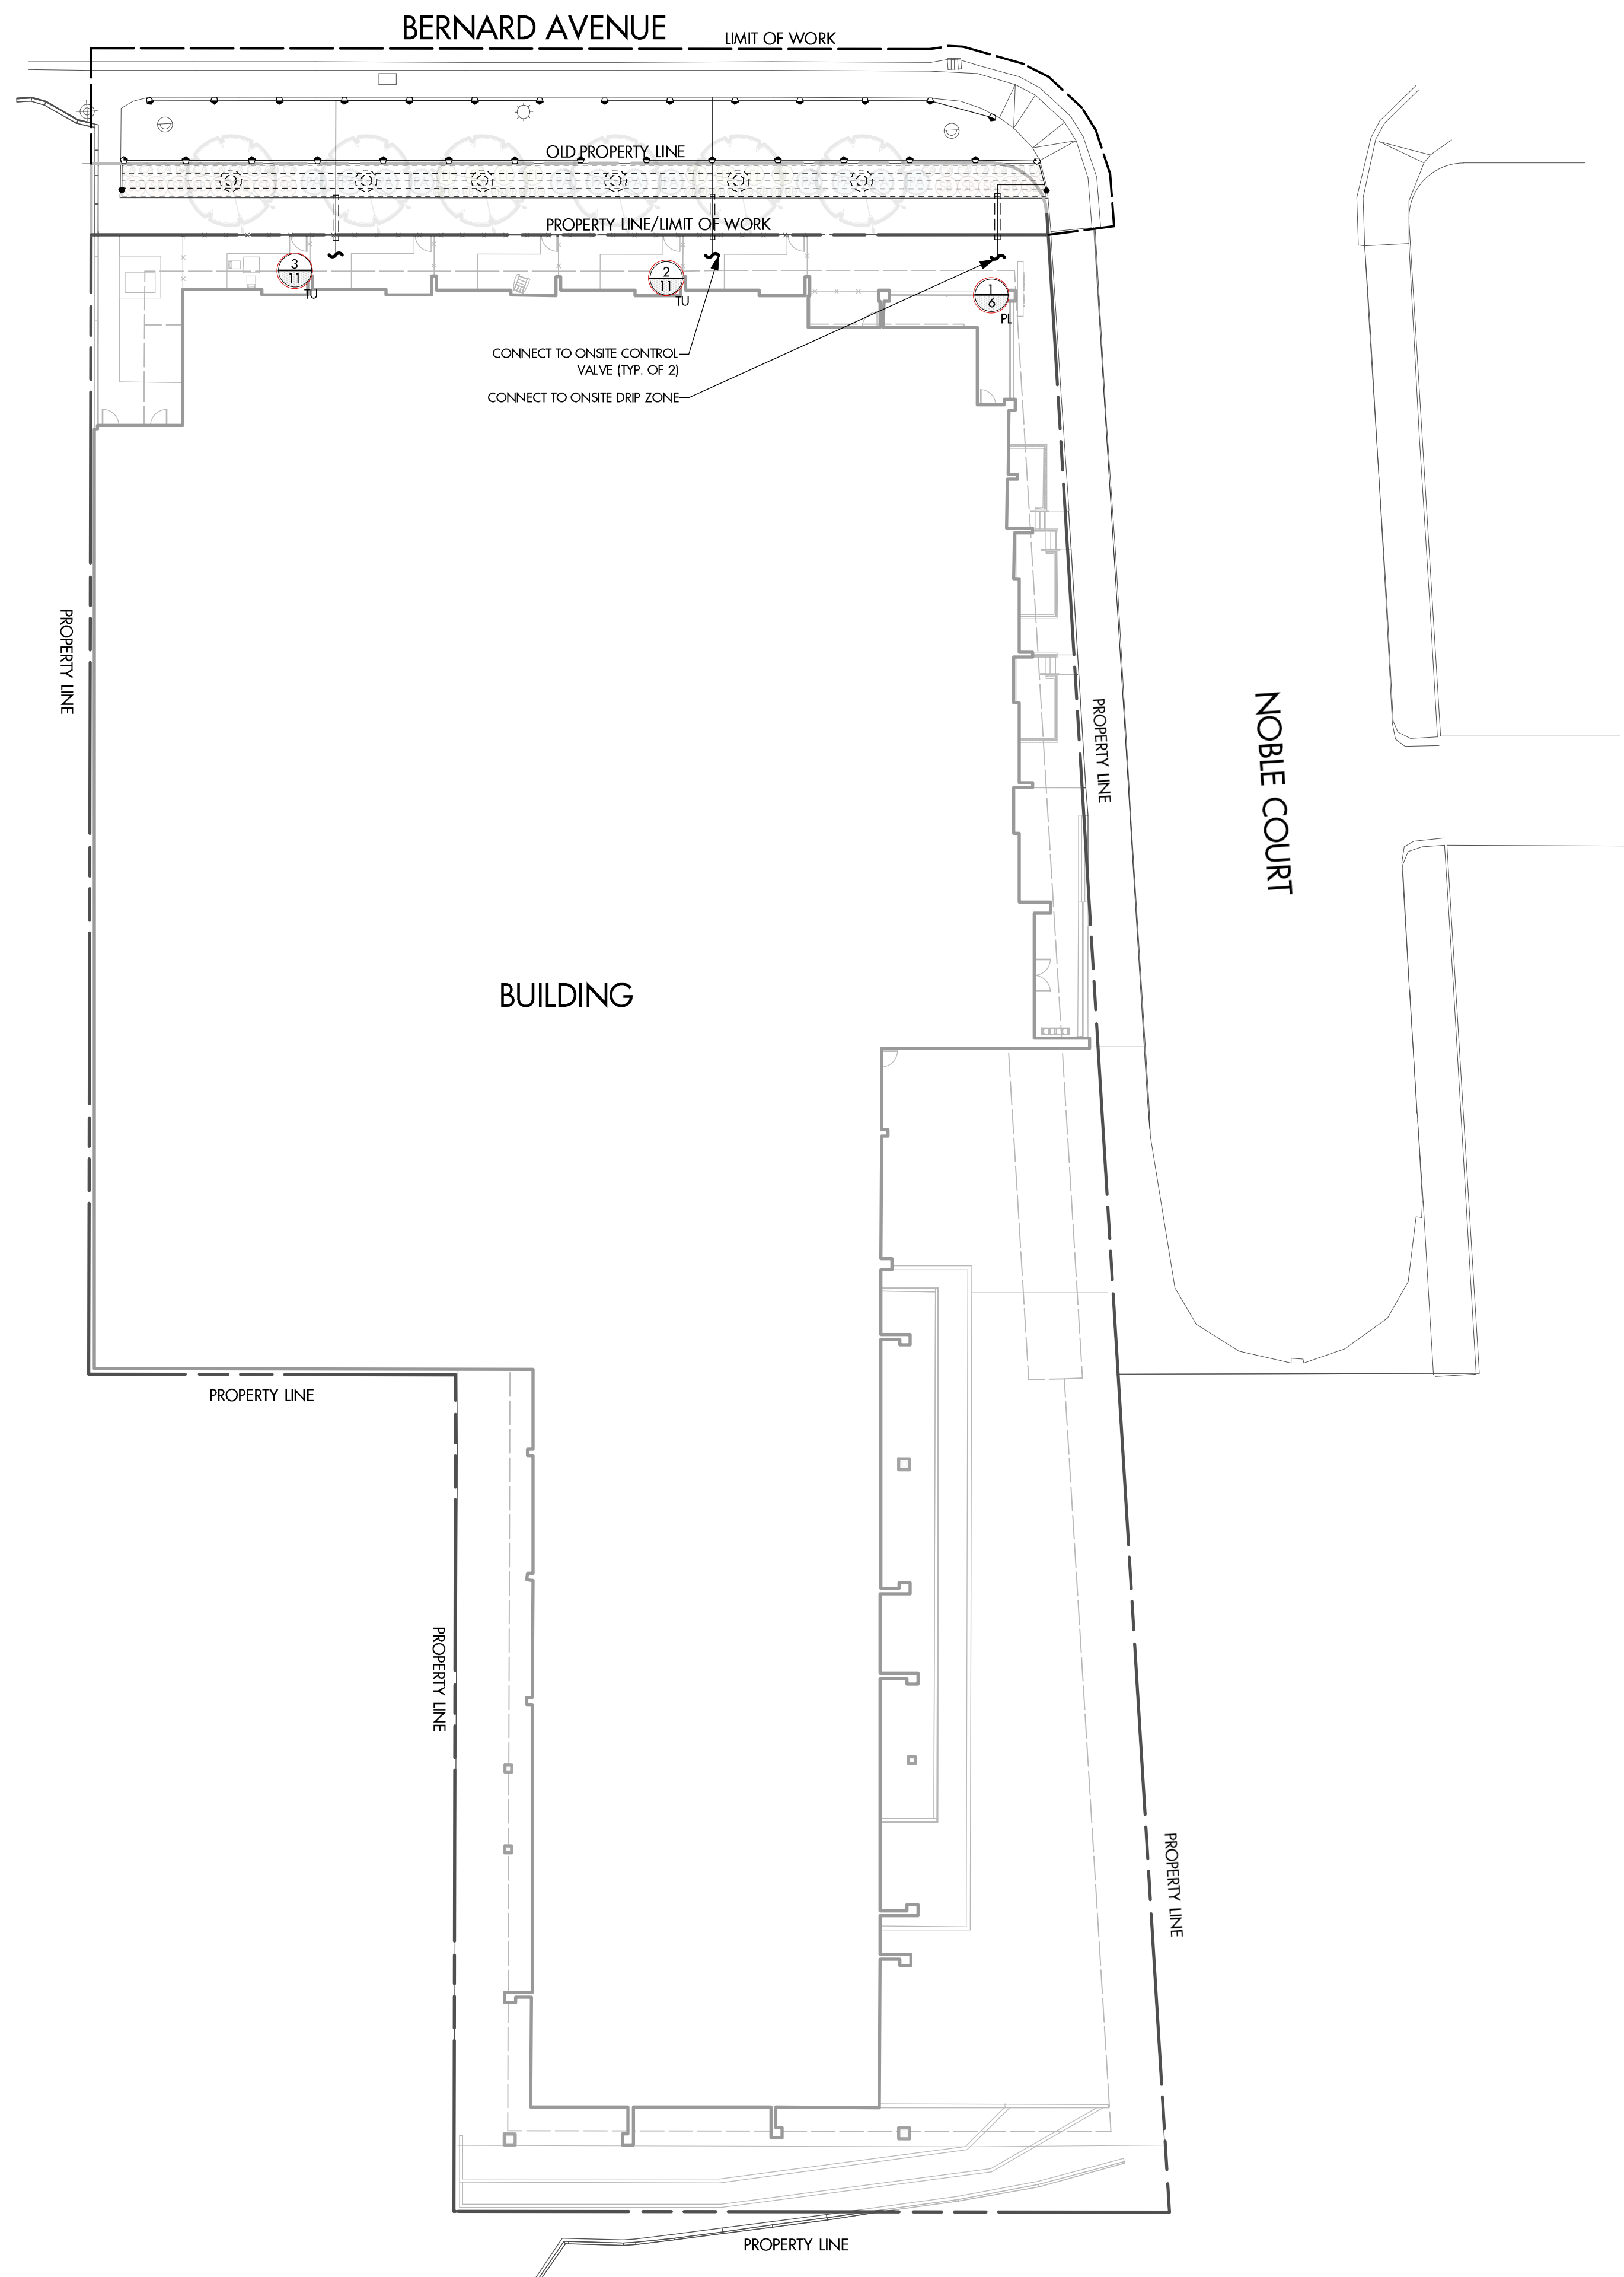 BERNARD AVENUE
LIMIT OF WORK
OLD PROPERTY LINE
PROPERTY LINE/LIMIT OF WORK
3
11
TU
2
11
TU
1
6
PL
CONNECT TO ONSITE CONTROL
VALVE (TYP. OF 2)
CONNECT TO ONSITE DRIP ZONE
PROPERTY LINE
PROPERTY LINE
NOBLE COURT
BUILDING
PROPERTY LINE
PROPERTY LINE
PROPERTY LINE
PROPERTY LINE